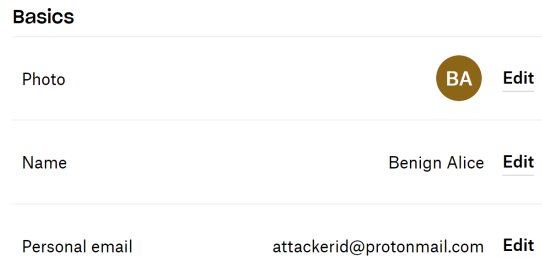 Basics
Photo BA Edit
Name Benign Alice Edit
Personal email attackerid@protonmail.com Edit